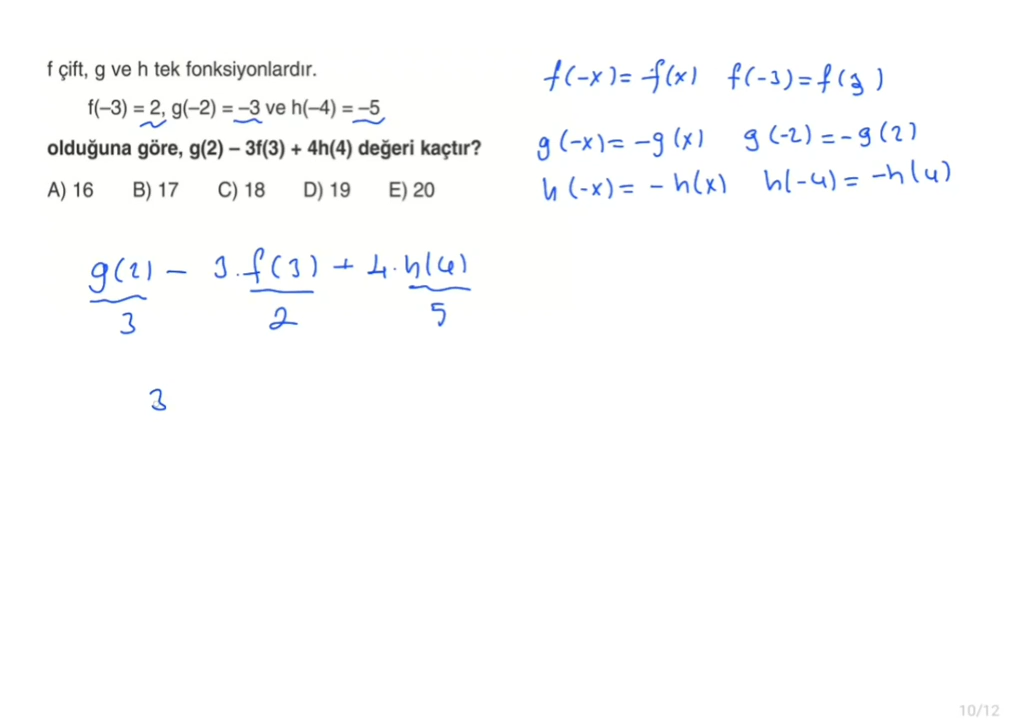 f çift, g ve h tek fonksiyonlardır.
f(–3) = 2, g(–2) = –3 ve h(–4) = –5
olduğuna göre, g(2) – 3f(3) + 4h(4) değeri kaçtır?
A) 16 B) 17 C) 18 D) 19 E) 20
f(-x) = f(x) f(-3) = f(3)
g(-x) = -g(x) g(-2) = -g(2)
h(-x) = -h(x) h(-4) = -h(4)
g(2) - 3.f(3) + 4.h(4)
3 2 5
3
10/12